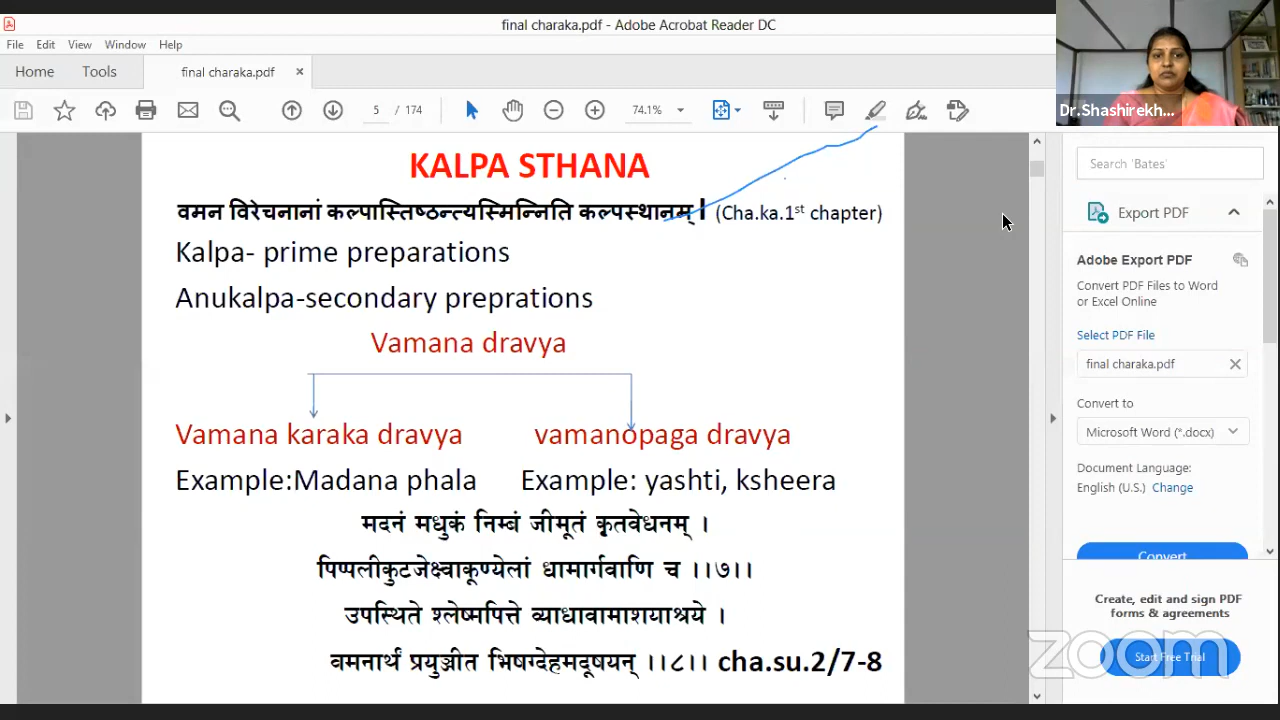 final charaka.pdf - Adobe Acrobat Reader DC
File Edit View Window Help
Home Tools final charaka.pdf ×
5 / 174 74.1%
Dr.Shashirekh...
KALPA STHANA
वमन विरेचनानां कल्पास्तिष्ठन्त्यस्मिन्निति कल्पस्थानम्। (Cha.ka.1st chapter)
Kalpa- prime preparations
Anukalpa-secondary preprations
Vamana dravya
Vamana karaka dravya vamanopaga dravya
Example:Madana phala Example: yashti, ksheera
मदनं मधुकं निम्बं जीमूतं कृतवेधनम् ।
पिप्पलीकुटजेक्ष्वाकूण्येलां धामार्गवाणि च ।।७।।
उपस्थिते श्लेष्मपित्ते व्याधावामाशयाश्रये ।
वमनार्थं प्रयुञ्जीत भिषग्देहमदूषयन् ।।८।। cha.su.2/7-8
Search 'Bates'
Export PDF
Adobe Export PDF
Convert PDF Files to Word
or Excel Online
Select PDF File
final charaka.pdf
Convert to
Microsoft Word (*.docx)
Document Language:
English (U.S.) Change
Convert
Create, edit and sign PDF
forms & agreements
Start Free Trial
zoom